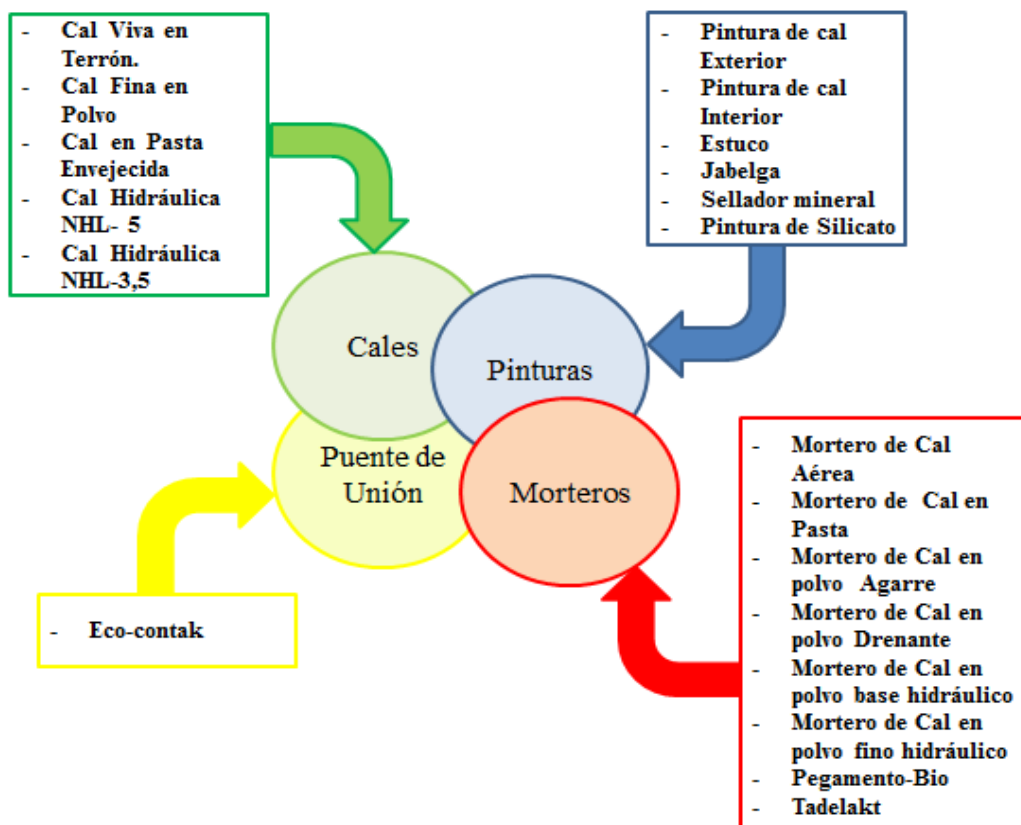 - Cal Viva en
Terrón.
- Cal Fina en
Polvo
- Cal en Pasta
Envejecida
- Cal Hidráulica
NHL- 5
- Cal Hidráulica
NHL-3,5
- Pintura de cal
Exterior
- Pintura de cal
Interior
- Estuco
- Jabelga
- Sellador mineral
- Pintura de Silicato
Cales
Pinturas
Puente de
Unión
Morteros
- Eco-contak
- Mortero de Cal
Aérea
- Mortero de Cal en
Pasta
- Mortero de Cal en
polvo Agarre
- Mortero de Cal en
polvo Drenante
- Mortero de Cal en
polvo base hidráulico
- Mortero de Cal en
polvo fino hidráulico
- Pegamento-Bio
- Tadelakt